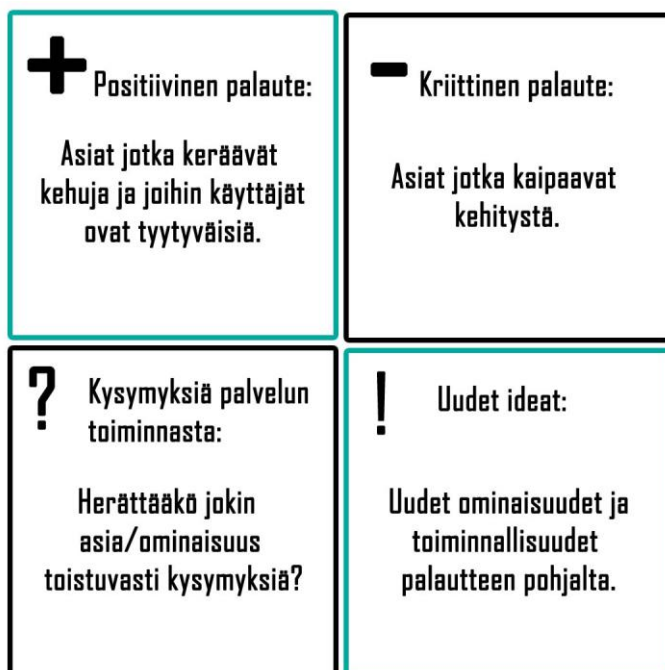 + Positiivinen palaute:
Asiat jotka keräävät
kehuja ja joihin käyttäjät
ovat tyytyväisiä.
- Kriittinen palaute:
Asiat jotka kaipaavat
kehitystä.
? Kysymyksiä palvelun
toiminnasta:
Herättääkö jokin
asia/ominaisuus
toistuvasti kysymyksiä?
! Uudet ideat:
Uudet ominaisuudet ja
toiminnallisuudet
palautteen pohjalta.